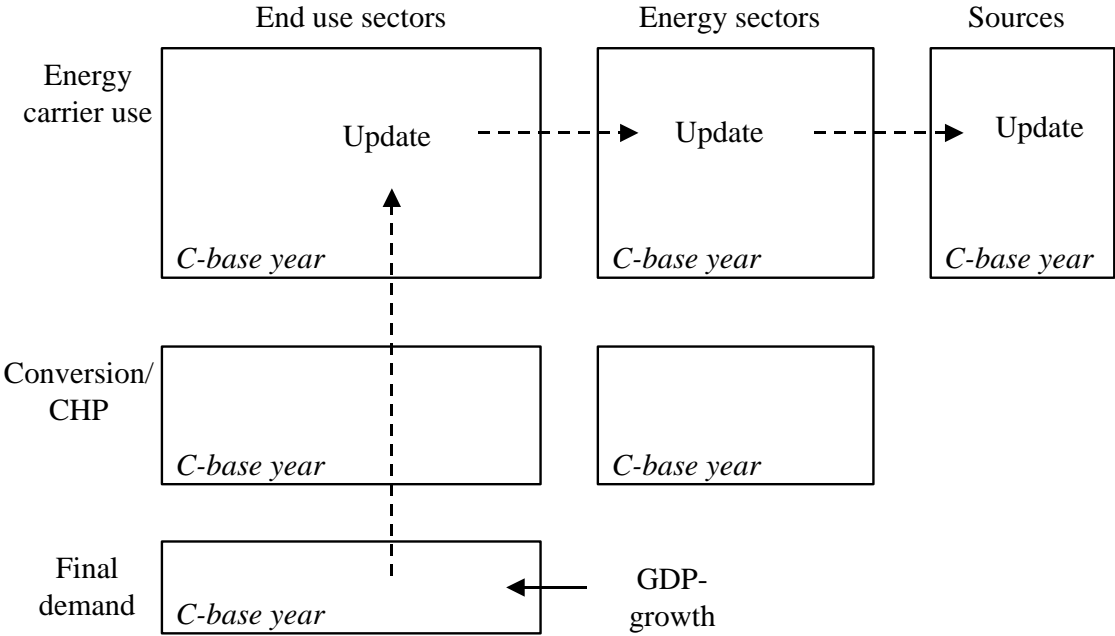 End use sectors
Energy sectors
Sources
Energy
carrier use
Update
Update
Update
C-base year
C-base year
C-base year
Conversion/
CHP
C-base year
C-base year
Final
demand
GDP-
growth
C-base year